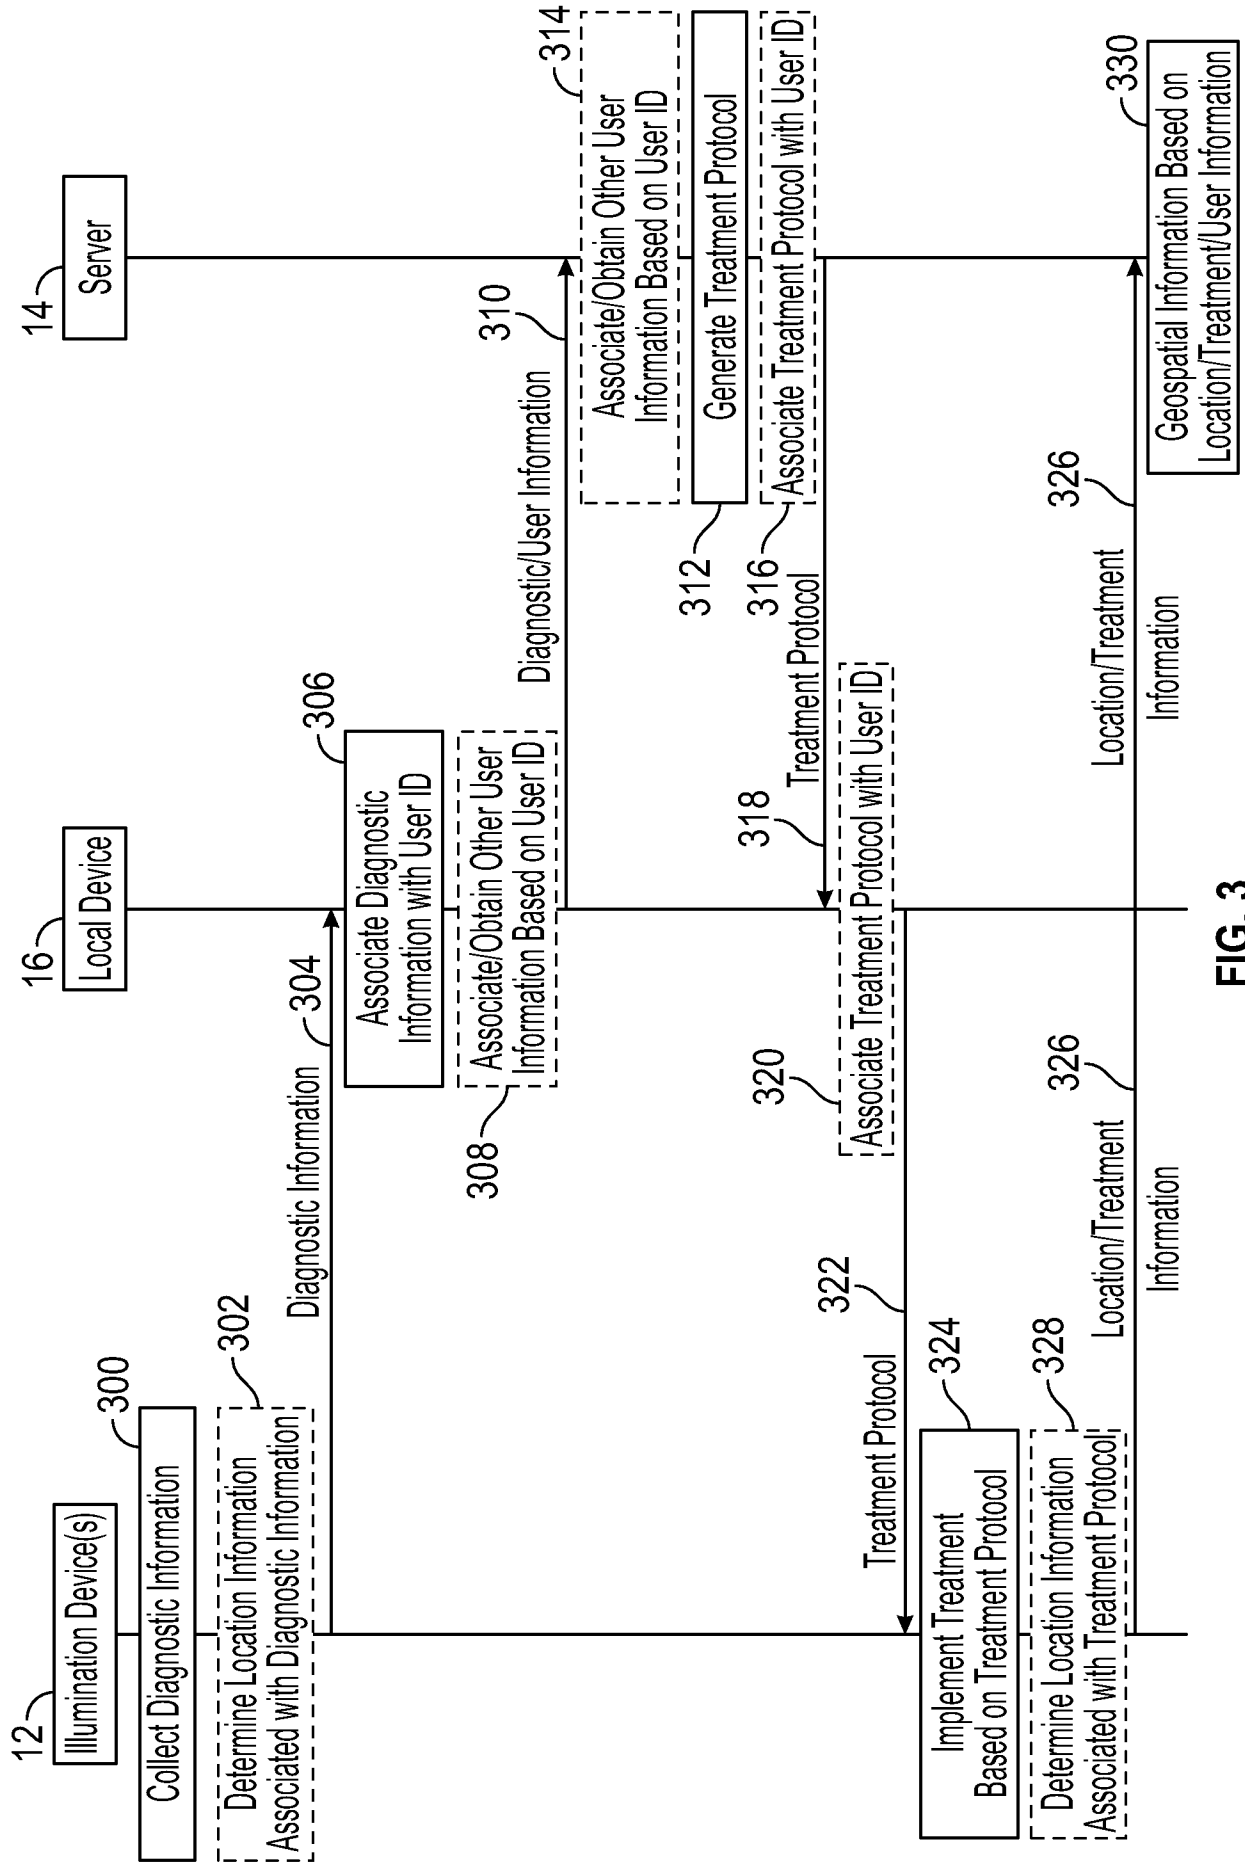 12
Illumination Device(s)
16
Local Device
14
Server
300
Collect Diagnostic Information
302
Determine Location Information
Associated with Diagnostic Information
Diagnostic Information
304
306
Associate Diagnostic
Information with User ID
308
Associate/Obtain Other User
Information Based on User ID
Diagnostic/User Information
310
314
Associate/Obtain Other User
Information Based on User ID
312
Generate Treatment Protocol
316
Associate Treatment Protocol with User ID
Treatment Protocol
318
320
Associate Treatment Protocol with User ID
Treatment Protocol
322
324
Implement Treatment
Based on Treatment Protocol
328
Determine Location Information
Associated with Treatment Protocol
Location/Treatment
Information
326
Location/Treatment
Information
326
330
Geospatial Information Based on
Location/Treatment/User Information
FIG. 3